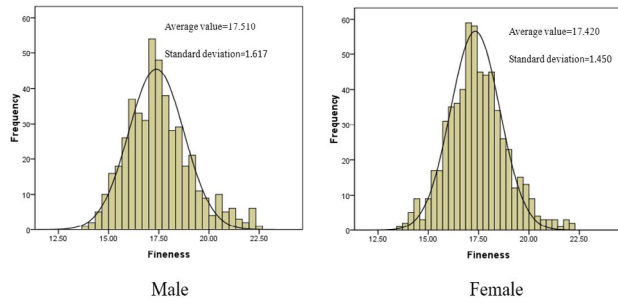 Average value=17.510
Standard deviation=1.617
Frequency
60
50
40
30
20
10
0
12.50 15.00 17.50 20.00 22.50
Fineness
Male
Average value=17.420
Standard deviation=1.450
Frequency
60
50
40
30
20
10
0
12.50 15.00 17.50 20.00 22.50
Fineness
Female